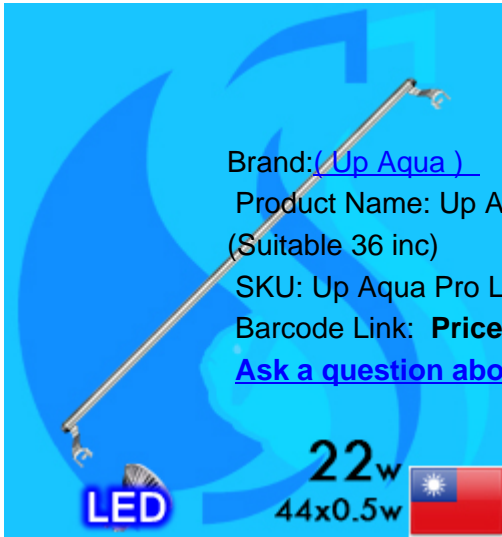 Brand:( Up Aqua )
Product Name: Up A
(Suitable 36 inc)
SKU: Up Aqua Pro L
Barcode Link: Price
Ask a question abo
22w
LED
44x0.5w